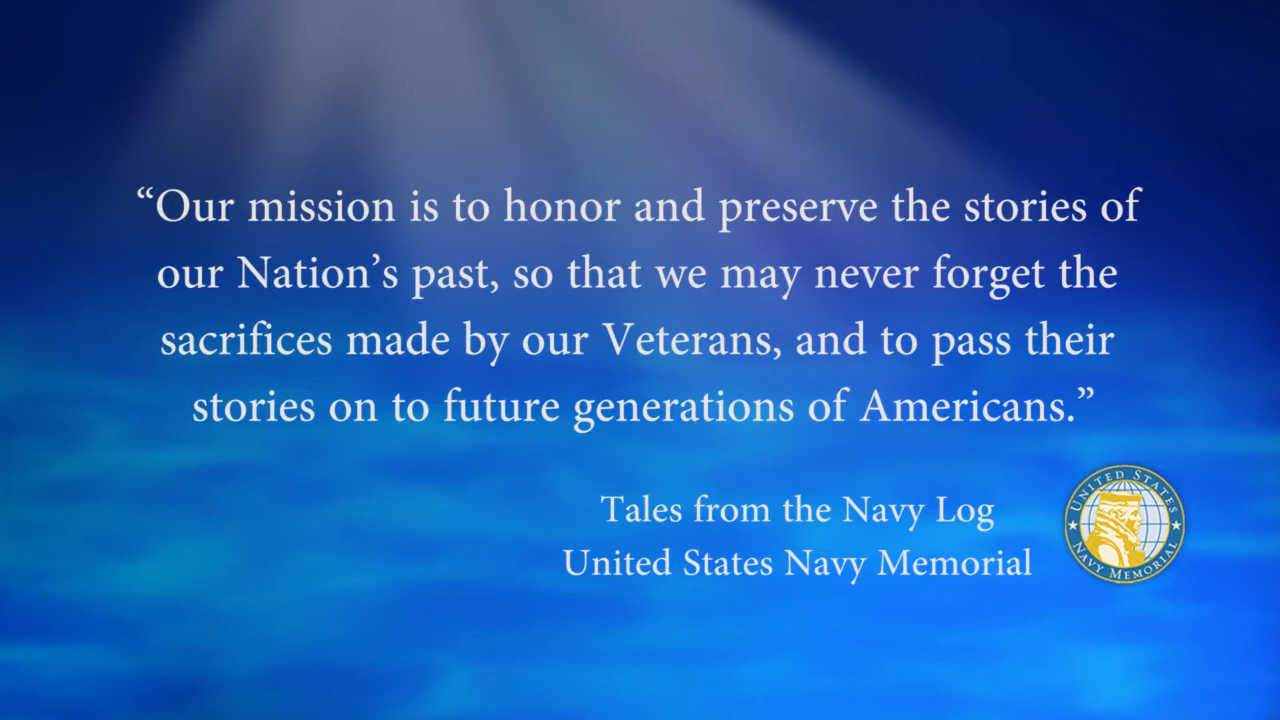 “Our mission is to honor and preserve the stories of
our Nation’s past, so that we may never forget the
sacrifices made by our Veterans, and to pass their
stories on to future generations of Americans.”
Tales from the Navy Log
United States Navy Memorial
UNITED STATES
NAVY MEMORIAL